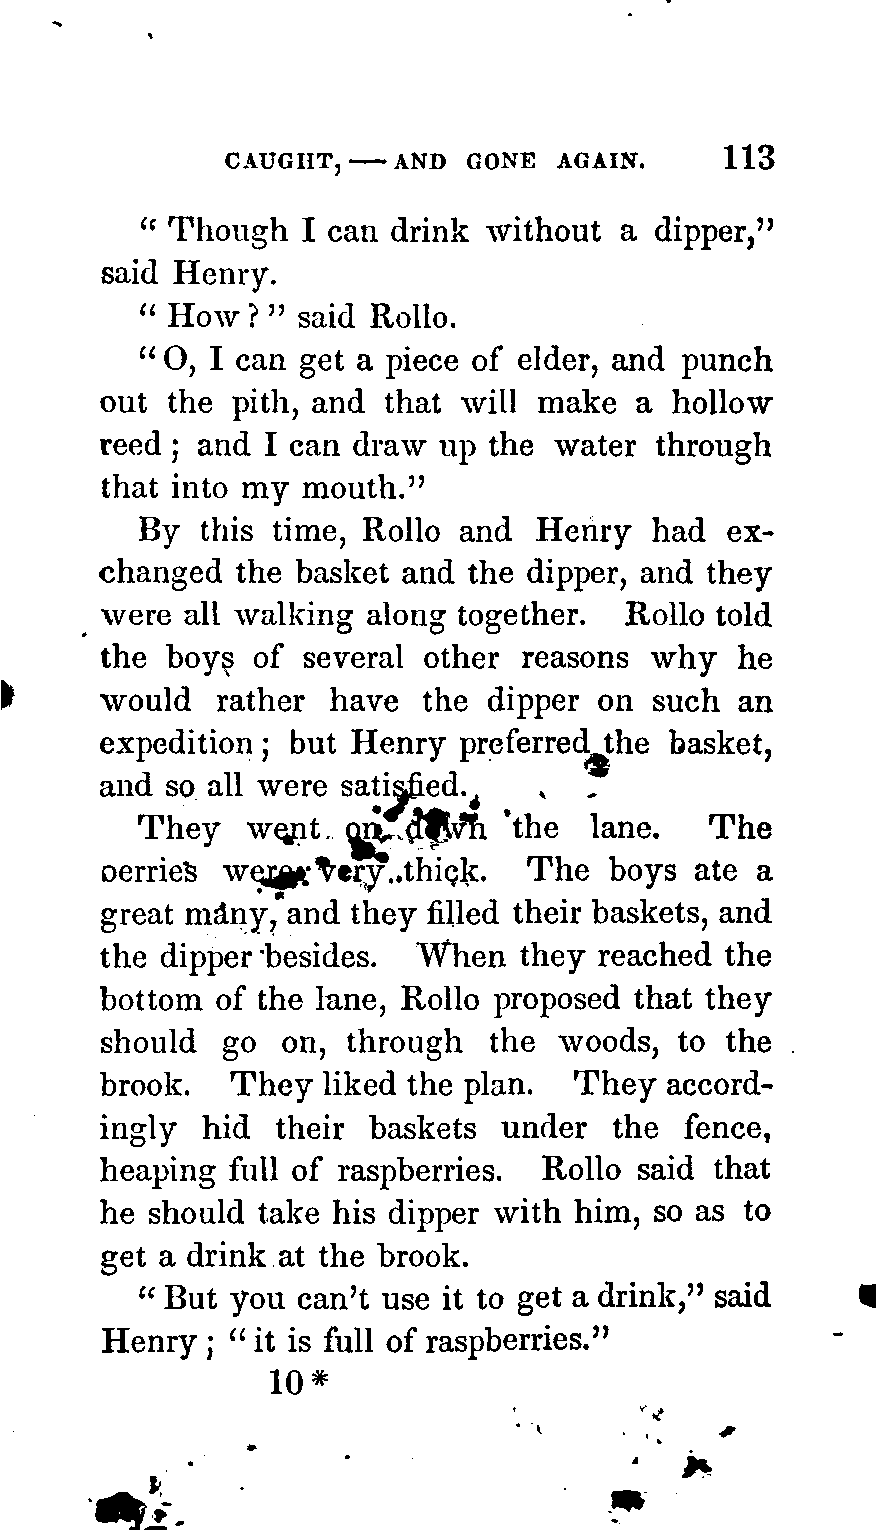 CAUGHT,—AND GONE AGAIN. 113
“Though I can drink without a dipper,”
said Henry.
“How?” said Rollo.
“O, I can get a piece of elder, and punch
out the pith, and that will make a hollow
reed; and I can draw up the water through
that into my mouth.”
By this time, Rollo and Henry had ex-
changed the basket and the dipper, and they
were all walking along together. Rollo told
the boys of several other reasons why he
would rather have the dipper on such an
expedition; but Henry preferred the basket,
and so all were satisfied.
They went on down the lane. The
berries were very thick. The boys ate a
great many, and they filled their baskets, and
the dipper besides. When they reached the
bottom of the lane, Rollo proposed that they
should go on, through the woods, to the
brook. They liked the plan. They accord-
ingly hid their baskets under the fence,
heaping full of raspberries. Rollo said that
he should take his dipper with him, so as to
get a drink at the brook.
“But you can’t use it to get a drink,” said
Henry; “it is full of raspberries.”
10*